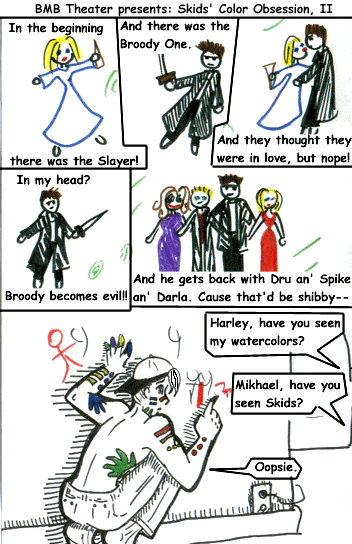 BMB Theater presents: Skids' Color Obsession, II
In the beginning
there was the Slayer!
And there was the
Broody One.
And they thought they
were in love, but nope!
In my head?
Broody becomes evil!!
And he gets back with Dru an' Spike
an' Darla. Cause that'd be shibby--
Harley, have you seen
my watercolors?
Mikhael, have you
seen Skids?
Oopsie.